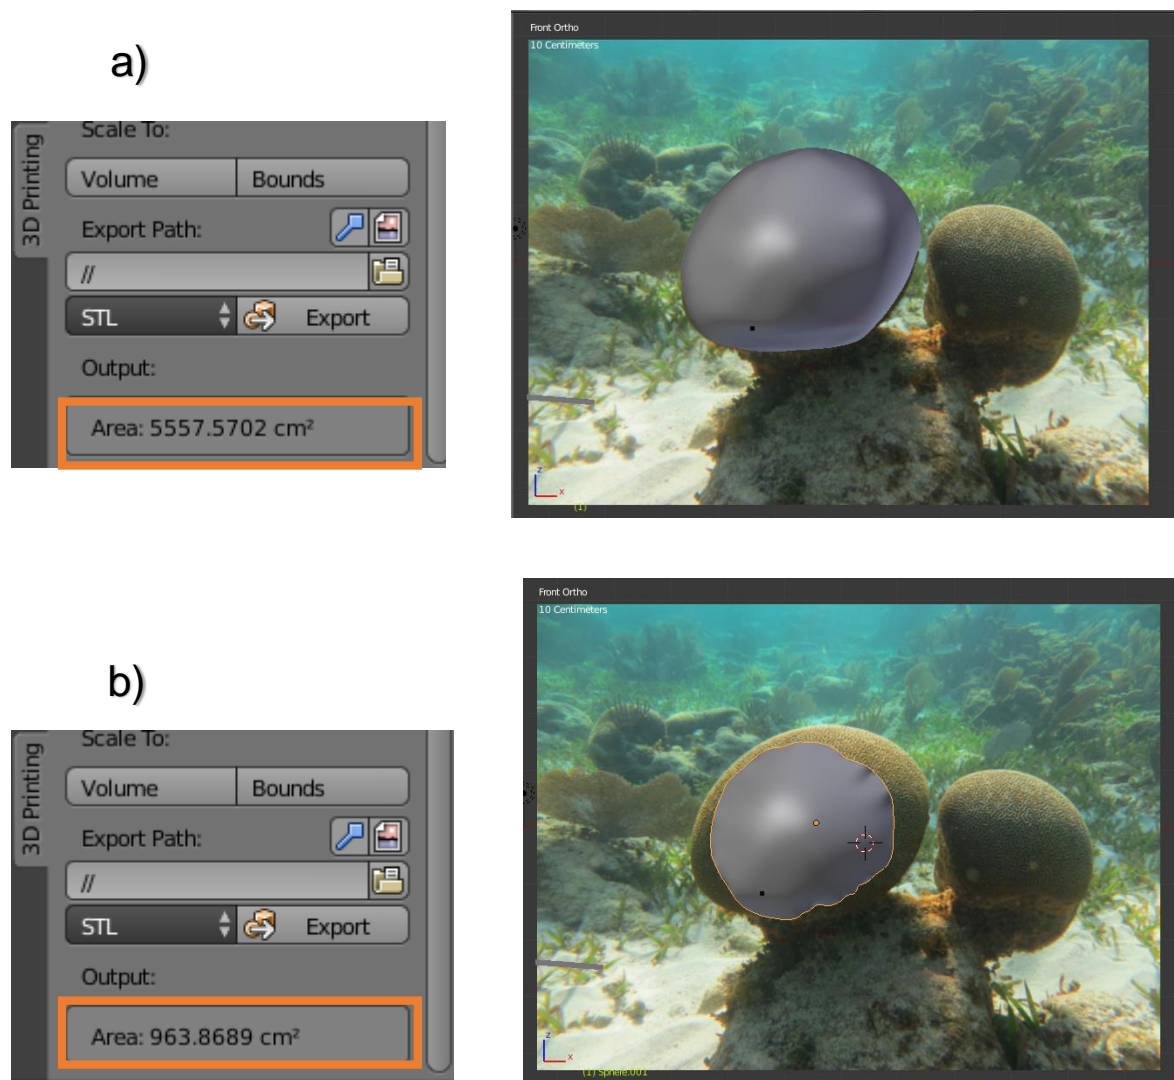 a)
3D Printing
Scale To:
Volume
Bounds
Export Path:
//
STL
Export
Output:
Area: 5557.5702 cm²
Front Ortho
10 Centimeters
z
x
(1)
b)
3D Printing
Scale To:
Volume
Bounds
Export Path:
//
STL
Export
Output:
Area: 963.8689 cm²
Front Ortho
10 Centimeters
z
x
(1) Sphere.001